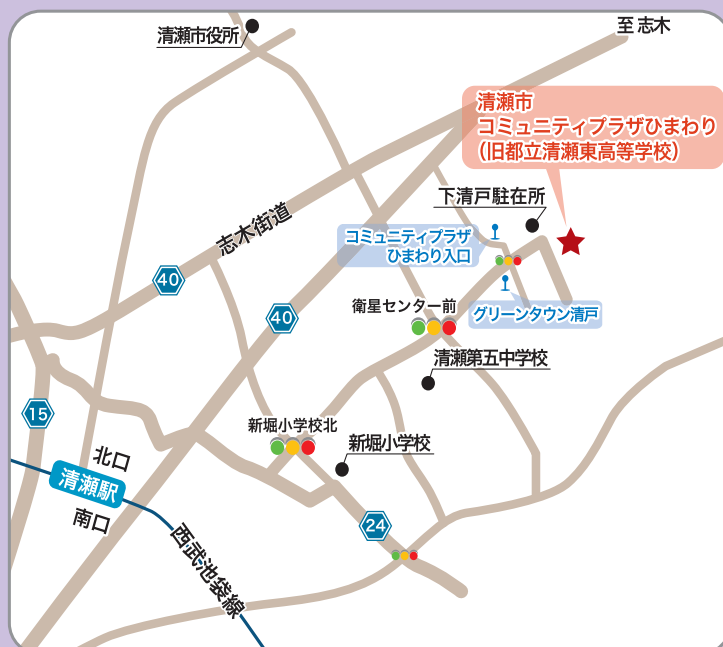 至 志木
清瀬市役所
清瀬市
コミュニティプラザひまわり
（旧都立清瀬東高等学校）
下清戸駐在所
コミュニティプラザ
ひまわり入口
志木街道
40
40
衛星センター前
グリーンタウン清戸
清瀬第五中学校
15
新堀小学校北
新堀小学校
北口
清瀬駅
南口
24
西武池袋線